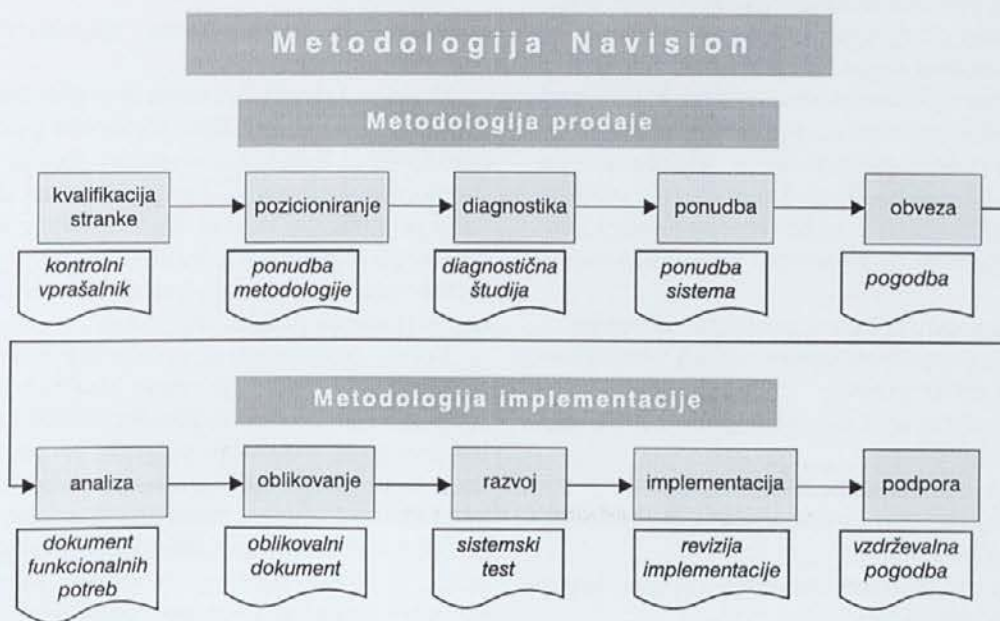 Metodologija Navision
Metodologija prodaje
kvalifikacija
stranke
pozicioniranje
diagnostika
ponudba
obveza
kontrolni
vprašalnik
ponudba
metodologije
diagnostična
študija
ponudba
sistema
pogodba
Metodologija implementacije
analiza
oblikovanje
razvoj
implementacija
podpora
dokument
funkcionalnih
potreb
oblikovalni
dokument
sistemski
test
revizija
implementacije
vzdrževalna
pogodba